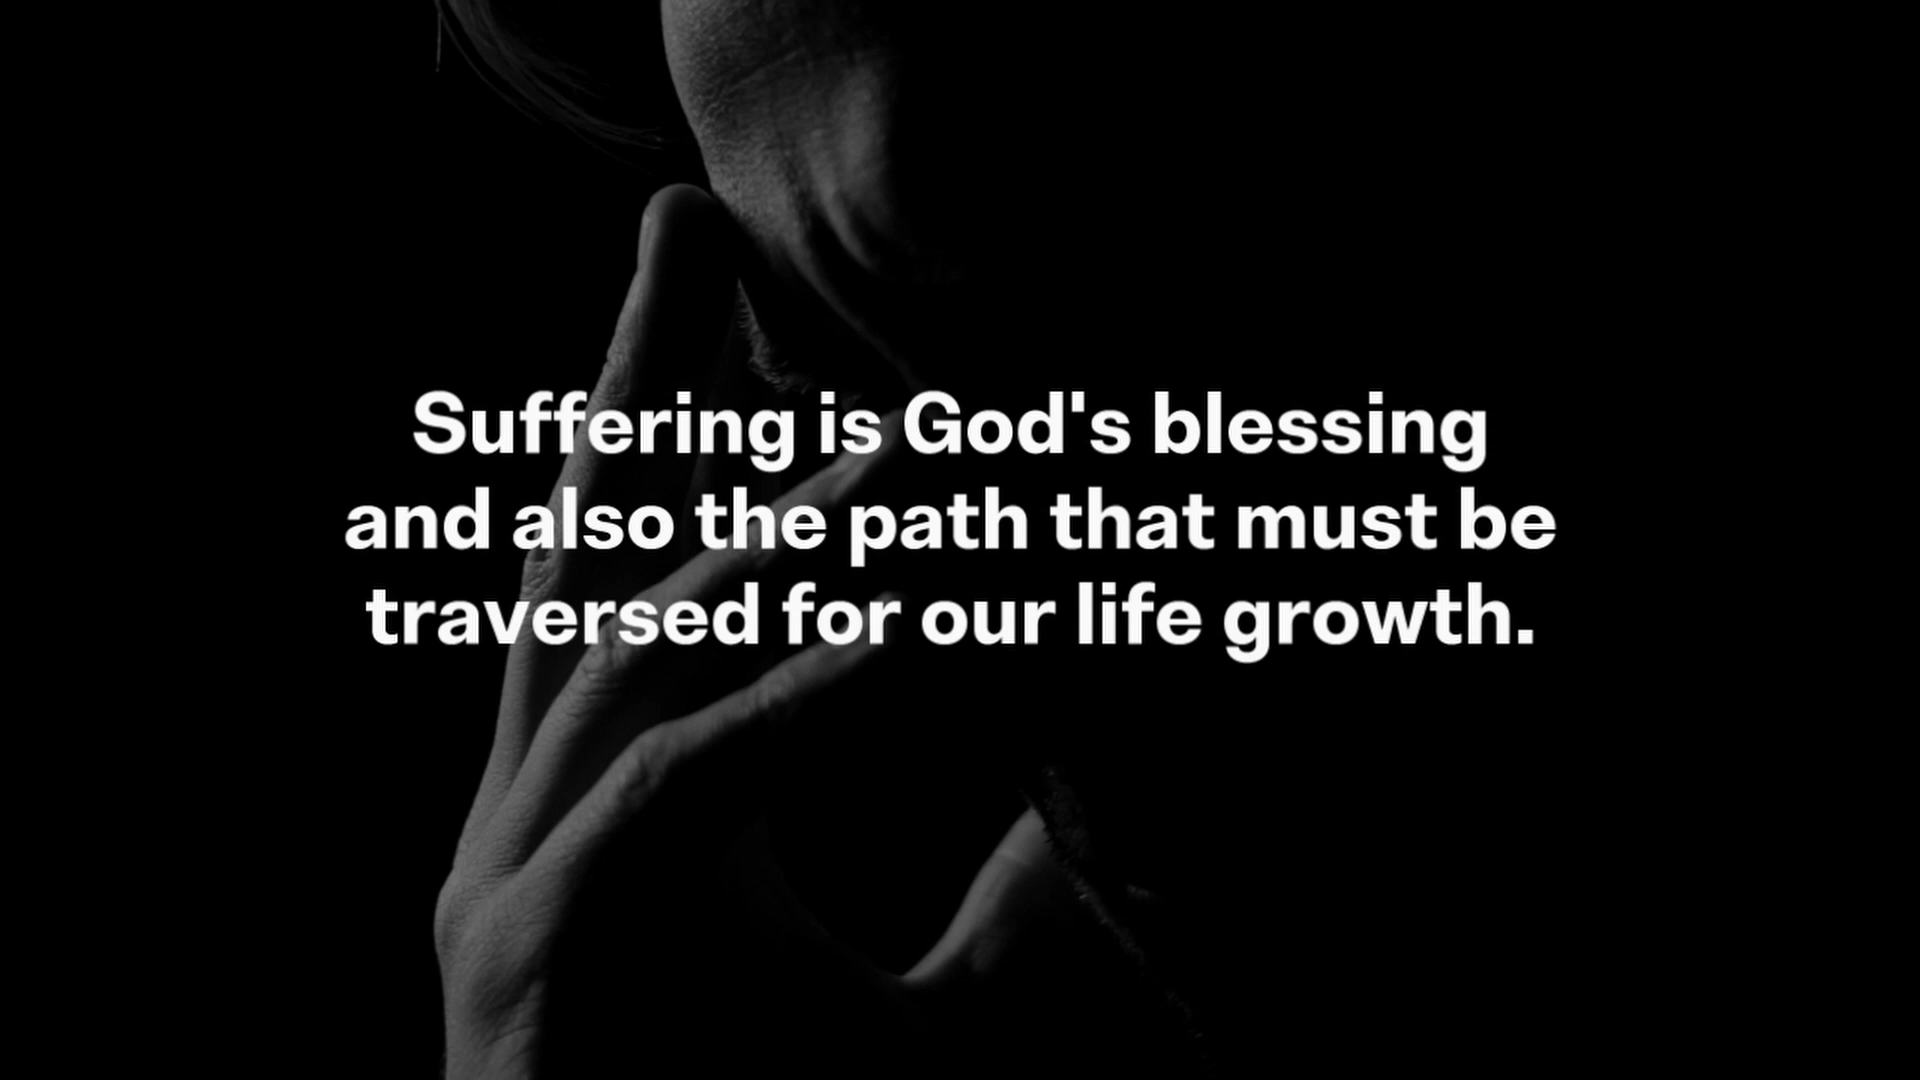 Suffering is God's blessing
and also the path that must be
traversed for our life growth.